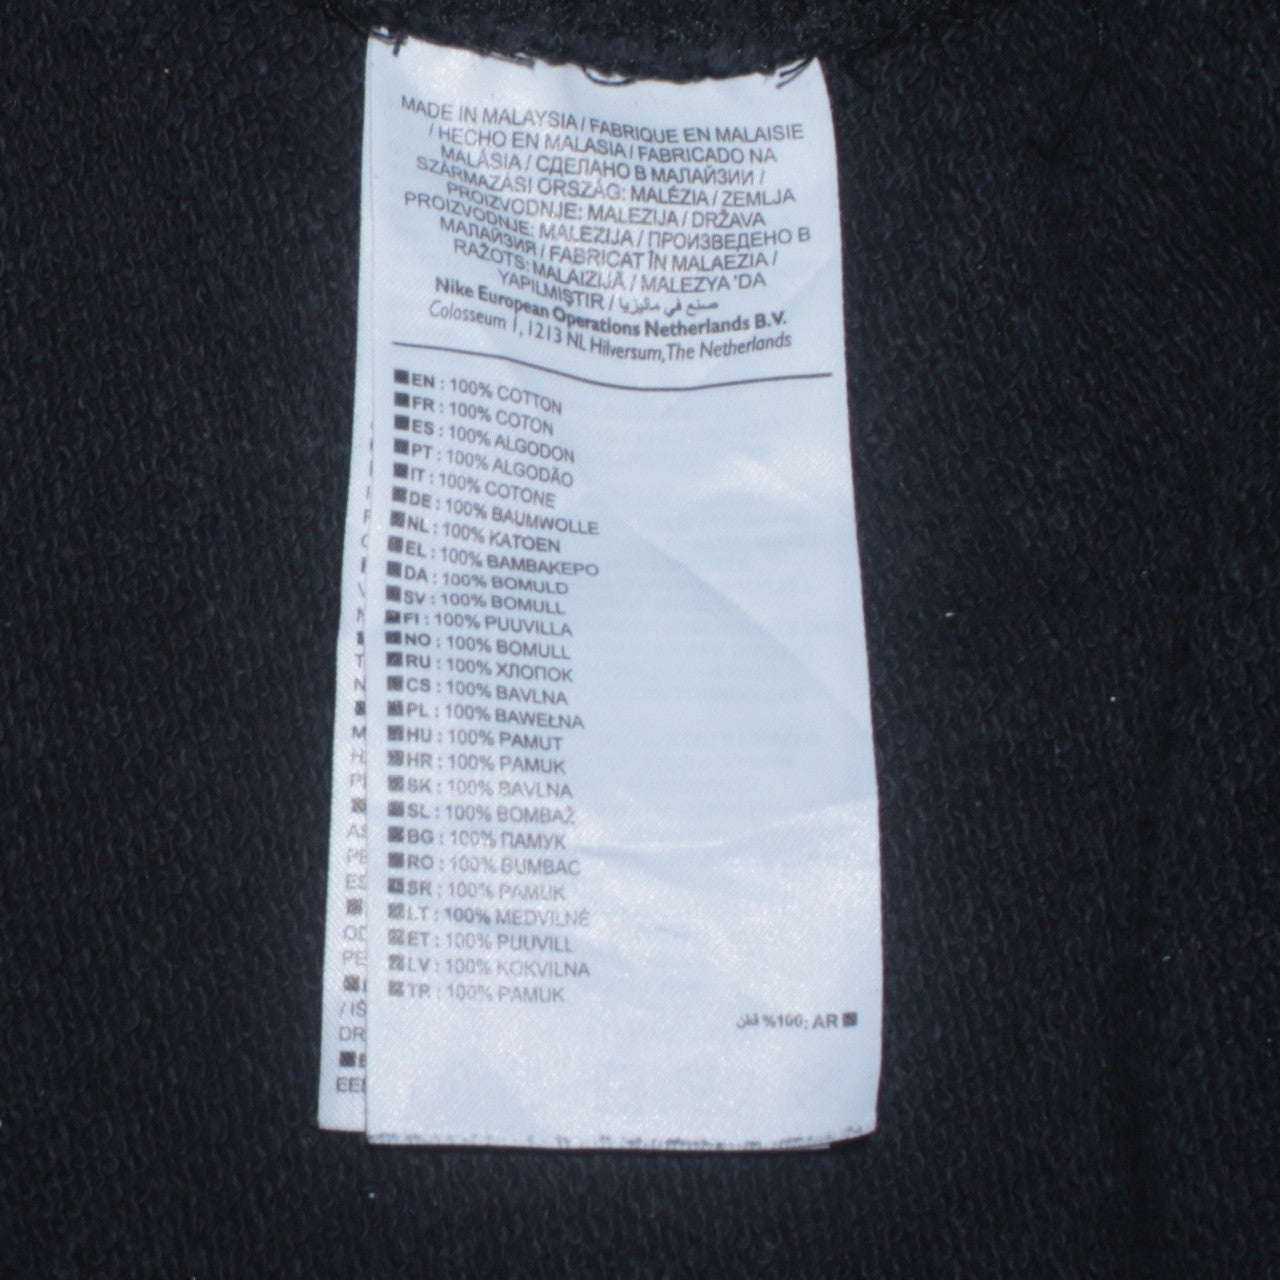 MADE IN MALAYSIA / FABRIQUE EN MALAISIE
/ HECHO EN MALASIA / FABRICADO NA
MALÁSIA / СДЕЛАНО В МАЛАЙЗИИ /
SZÁRMAZÁSI ORSZÁG: MALÉZIA / ZEMLJA
PROIZVODNJE: MALEZIJA / DRŽAVA
PROIZVODNJE: MALEZIJA / ПРОИЗВЕДЕНО В
МАЛАЙЗИЯ / FABRICAT ÎN MALAEZIA /
RAŽOTS: MALAIZIJĀ / MALEZYA 'DA
YAPILMIŞTIR / صنع في ماليزيا
Nike European Operations Netherlands B.V.
Colosseum 1, 1213 NL Hilversum, The Netherlands
EN : 100% COTTON
FR : 100% COTON
ES : 100% ALGODON
PT : 100% ALGODÃO
IT : 100% COTONE
DE : 100% BAUMWOLLE
NL : 100% KATOEN
EL : 100% ΒΑΜΒΑΚΕΡΟ
DA : 100% BOMULD
SV : 100% BOMULL
FI : 100% PUUVILLA
NO : 100% BOMULL
RU : 100% ХЛОПОК
CS : 100% BAVLNA
PL : 100% BAWEŁNA
HU : 100% PAMUT
HR : 100% PAMUK
SK : 100% BAVLNA
SL : 100% BOMBAŽ
BG : 100% ПАМУК
RO : 100% BUMBAC
SR : 100% PAMUK
LT : 100% MEDVILNĖ
ET : 100% PUUVILL
LV : 100% KOKVILNA
TR : 100% PAMUK
قطن %100: AR